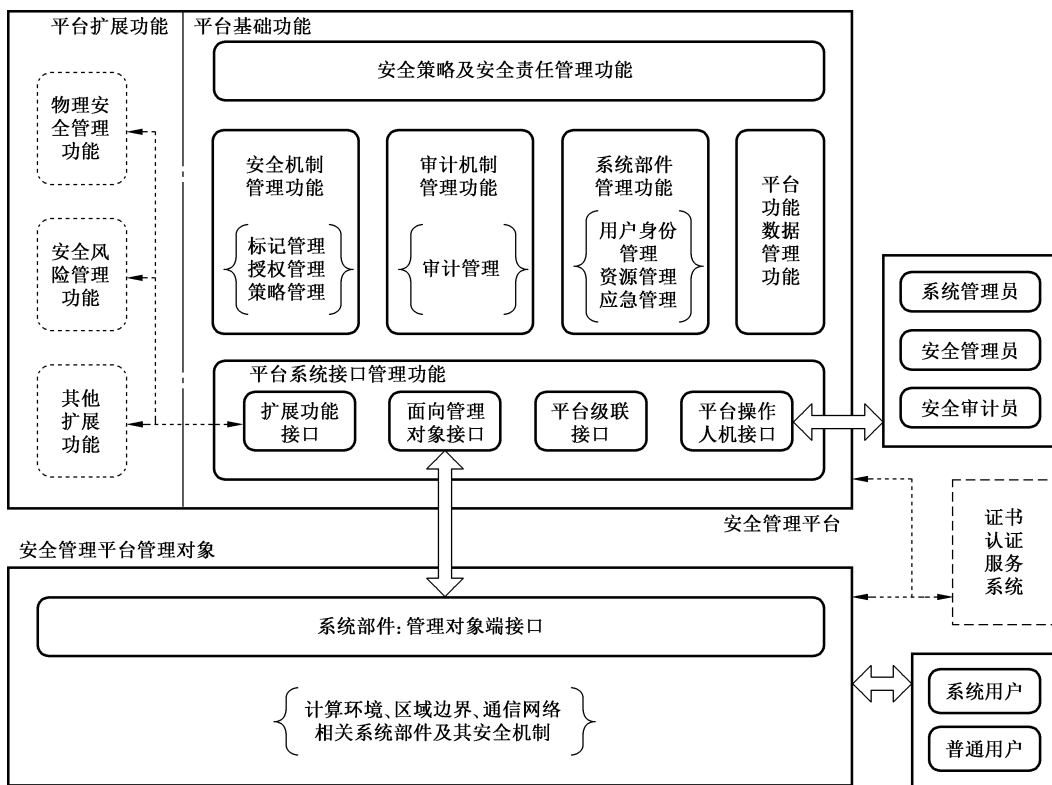 平台扩展功能
平台基础功能
安全策略及安全责任管理功能
物理安
全管理
功能
安全风
险管理
功能
其他
扩展
功能
安全机制
管理功能
标记管理
授权管理
策略管理
审计机制
管理功能
审计管理
系统部件
管理功能
用户身份
管理
资源管理
应急管理
平台
功能
数据
管理
功能
平台系统接口管理功能
扩展功能
接口
面向管理
对象接口
平台级联
接口
平台操作
人机接口
系统管理员
安全管理员
安全审计员
安全管理平台
证书
认证
服务
系统
安全管理平台管理对象
系统部件:管理对象端接口
计算环境、区域边界、通信网络
相关系统部件及其安全机制
系统用户
普通用户